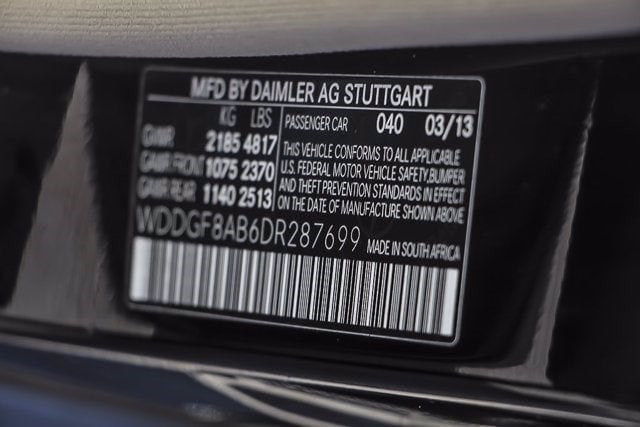 MFD BY DAIMLER AG STUTTGART
KG LBS
GVWR 2185 4817
GAWR FRONT 1075 2370
GAWR REAR 1140 2513
PASSENGER CAR 040 03/13
THIS VEHICLE CONFORMS TO ALL APPLICABLE
U.S. FEDERAL MOTOR VEHICLE SAFETY, BUMPER,
AND THEFT PREVENTION STANDARDS IN EFFECT
ON THE DATE OF MANUFACTURE SHOWN ABOVE
WDDGF8AB6DR287699 MADE IN SOUTH AFRICA